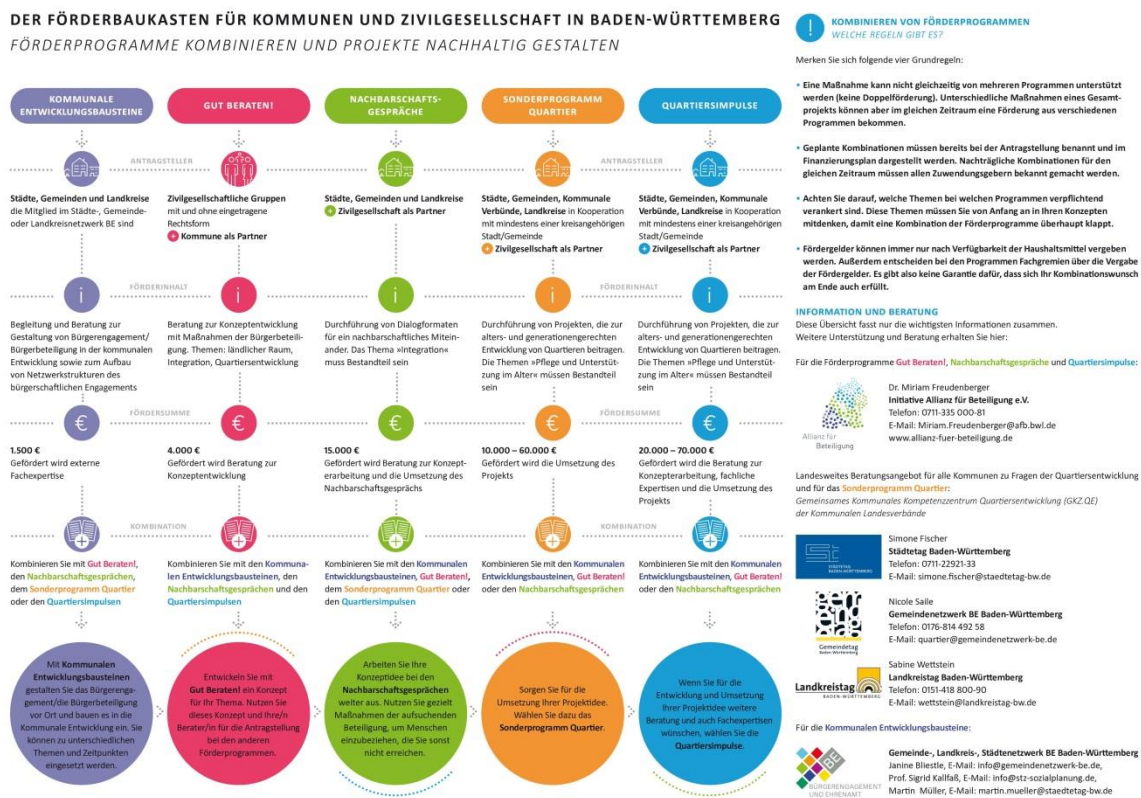 DER FÖRDERBAUKASTEN FÜR KOMMUNEN UND ZIVILGESELLSCHAFT IN BADEN-WÜRTTEMBERG
FÖRDERPROGRAMME KOMBINIEREN UND PROJEKTE NACHHALTIG GESTALTEN
KOMMUNALE
ENTWICKLUNGSBAUSTEINE
GUT BERATEN!
NACHBARSCHAFTS-
GESPRÄCHE
SONDERPROGRAMM
QUARTIER
QUARTIERSIMPULSE
ANTRAGSTELLER
ANTRAGSTELLER
Städte, Gemeinden und Landkreise
die Mitglied im Städte-, Gemeinde-
oder Landkreisnetzwerk BE sind
Zivilgesellschaftliche Gruppen
mit und ohne eingetragene
Rechtsform
+ Kommune als Partner
Städte, Gemeinden und Landkreise
+ Zivilgesellschaft als Partner
Städte, Gemeinden, Kommunale
Verbünde, Landkreise in Kooperation
mit mindestens einer kreisangehörigen
Stadt/Gemeinde
+ Zivilgesellschaft als Partner
Städte, Gemeinden, Kommunale
Verbünde, Landkreise in Kooperation
mit mindestens einer kreisangehörigen
Stadt/Gemeinde
+ Zivilgesellschaft als Partner
i
FÖRDERINHALT
i
i
i
FÖRDERINHALT
i
Begleitung und Beratung zur
Gestaltung von Bürgerengagement/
Bürgerbeteiligung in der kommunalen
Entwicklung sowie zum Aufbau
von Netzwerkstrukturen des
bürgerschaftlichen Engagements
Beratung zur Konzeptentwicklung
mit Maßnahmen der Bürgerbeteili-
gung. Themen: ländlicher Raum,
Integration, Quartiersentwicklung
Durchführung von Dialogformaten
für ein nachbarschaftliches Mitein-
ander. Das Thema »Integration«
muss Bestandteil sein
Durchführung von Projekten, die zur
alters- und generationengerechten
Entwicklung von Quartieren beitragen.
Die Themen »Pflege und Unterstüt-
zung im Alter« müssen Bestandteil
sein
Durchführung von Projekten, die zur
alters- und generationengerechten
Entwicklung von Quartieren beitragen.
Die Themen »Pflege und Unterstüt-
zung im Alter« müssen Bestandteil
sein
€
FÖRDERSUMME
€
€
€
FÖRDERSUMME
€
1.500 €
Gefördert wird externe
Fachexpertise
4.000 €
Gefördert wird Beratung zur
Konzeptentwicklung
15.000 €
Gefördert wird Beratung zur Konzept-
erarbeitung und die Umsetzung des
Nachbarschaftsgesprächs
10.000 – 60.000 €
Gefördert wird die Umsetzung des
Projekts
20.000 – 70.000 €
Gefördert wird die Beratung zur
Konzepterarbeitung, fachliche
Expertisen und die Umsetzung des
Projekts
KOMBINATION
KOMBINATION
Kombinieren Sie mit Gut Beraten!,
den Nachbarschaftsgesprächen,
dem Sonderprogramm Quartier
oder den Quartiersimpulsen
Kombinieren Sie mit den Kommuna-
len Entwicklungsbausteinen, den
Nachbarschaftsgesprächen und den
Quartiersimpulsen
Kombinieren Sie mit den Kommunalen
Entwicklungsbausteinen, Gut Beraten!,
dem Sonderprogramm Quartier oder
den Quartiersimpulsen
Kombinieren Sie mit den Kommunalen
Entwicklungsbausteinen, Gut Beraten!
oder den Nachbarschaftsgesprächen
Kombinieren Sie mit den Kommunalen
Entwicklungsbausteinen, Gut Beraten!
oder den Nachbarschaftsgesprächen
Mit Kommunalen
Entwicklungsbausteinen
gestalten Sie das Bürgerenga-
gement/die Bürgerbeteiligung
vor Ort und bauen es in die
Kommunale Entwicklung ein. Sie
können zu unterschiedlichen
Themen und Zeitpunkten
eingesetzt werden.
Entwickeln Sie mit
Gut Beraten! ein Konzept
für Ihr Thema. Nutzen Sie
dieses Konzept und Ihre/n
Berater/in für die Antragstellung
bei den anderen
Förderprogrammen.
Arbeiten Sie Ihre
Konzeptidee bei den
Nachbarschaftsgesprächen
weiter aus. Nutzen Sie gezielt
Maßnahmen der aufsuchenden
Beteiligung, um Menschen
einzubeziehen, die Sie sonst
nicht erreichen.
Sorgen Sie für die
Umsetzung Ihrer Projektidee.
Wählen Sie dazu das
Sonderprogramm Quartier.
Wenn Sie für die
Entwicklung und Umsetzung
Ihrer Projektidee weitere
Beratung und auch Fachexpertisen
wünschen, wählen Sie die
Quartiersimpulse.
!
KOMBINIEREN VON FÖRDERPROGRAMMEN
WELCHE REGELN GIBT ES?
Merken Sie sich folgende vier Grundregeln:
• Eine Maßnahme kann nicht gleichzeitig von mehreren Programmen unterstützt
werden (keine Doppelförderung). Unterschiedliche Maßnahmen eines Gesamt-
projekts können aber im gleichen Zeitraum eine Förderung aus verschiedenen
Programmen bekommen.
• Geplante Kombinationen müssen bereits bei der Antragstellung benannt und im
Finanzierungsplan dargestellt werden. Nachträgliche Kombinationen für den
gleichen Zeitraum müssen allen Zuwendungsgebern bekannt gemacht werden.
• Achten Sie darauf, welche Themen bei welchen Programmen verpflichtend
verankert sind. Diese Themen müssen Sie von Anfang an in Ihren Konzepten
mitdenken, damit eine Kombination der Förderprogramme überhaupt klappt.
• Fördergelder können immer nur nach Verfügbarkeit der Haushaltsmittel vergeben
werden. Außerdem entscheiden bei den Programmen Fachgremien über die Vergabe
der Fördergelder. Es gibt also keine Garantie dafür, dass sich Ihr Kombinationswunsch
am Ende auch erfüllt.
INFORMATION UND BERATUNG
Diese Übersicht fasst nur die wichtigsten Informationen zusammen.
Weitere Unterstützung und Beratung erhalten Sie hier:
Für die Förderprogramme Gut Beraten!, Nachbarschaftsgespräche und Quartiersimpulse:
Allianz für
Beteiligung
Dr. Miriam Freudenberger
Initiative Allianz für Beteiligung e.V.
Telefon: 0711-335 000-81
E-Mail: Miriam.Freudenberger@afb.bwl.de
www.allianz-fuer-beteiligung.de
Landesweites Beratungsangebot für alle Kommunen zu Fragen der Quartiersentwicklung
und für das Sonderprogramm Quartier:
Gemeinsames Kommunales Kompetenzzentrum Quartiersentwicklung (GKZ.QE)
der Kommunalen Landesverbände
STÄDTETAG
BADEN-WÜRTTEMBERG
Simone Fischer
Städtetag Baden-Württemberg
Telefon: 0711-22921-33
E-Mail: simone.fischer@staedtetag-bw.de
Gemeindetag
Baden-Württemberg
Nicole Saile
Gemeindenetzwerk BE Baden-Württemberg
Telefon: 0176-814 492 58
E-Mail: quartier@gemeindenetzwerk-be.de
Landkreistag
BADEN-WÜRTTEMBERG
Sabine Wettstein
Landkreistag Baden-Württemberg
Telefon: 0151-418 800-90
E-Mail: wettstein@landkreistag-bw.de
Für die Kommunalen Entwicklungsbausteine:
BE
BÜRGERENGAGEMENT
UND EHRENAMT
Gemeinde-, Landkreis-, Städtenetzwerk BE Baden-Württemberg
Janine Bliestle, E-Mail: info@gemeindenetzwerk-be.de,
Prof. Sigrid Kallfaß, E-Mail: info@stz-sozialplanung.de,
Martin Müller, E-Mail: martin.mueller@staedtetag-bw.de